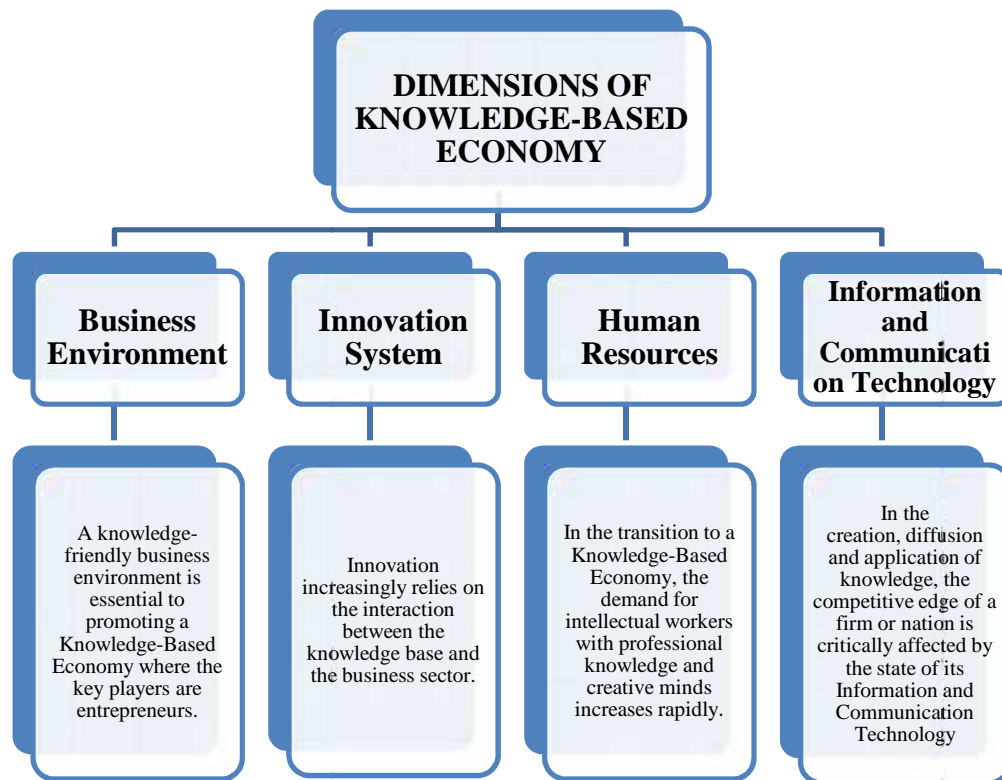 DIMENSIONS OF
KNOWLEDGE-BASED
ECONOMY
Business
Environment
Innovation
System
Human
Resources
Information
and
Communicati
on Technology
A knowledge-
friendly business
environment is
essential to
promoting a
Knowledge-Based
Economy where the
key players are
entrepreneurs.
Innovation
increasingly relies on
the interaction
between the
knowledge base and
the business sector.
In the transition to a
Knowledge-Based
Economy, the
demand for
intellectual workers
with professional
knowledge and
creative minds
increases rapidly.
In the
creation, diffusion
and application of
knowledge, the
competitive edge of a
firm or nation is
critically affected by
the state of its
Information and
Communication
Technology